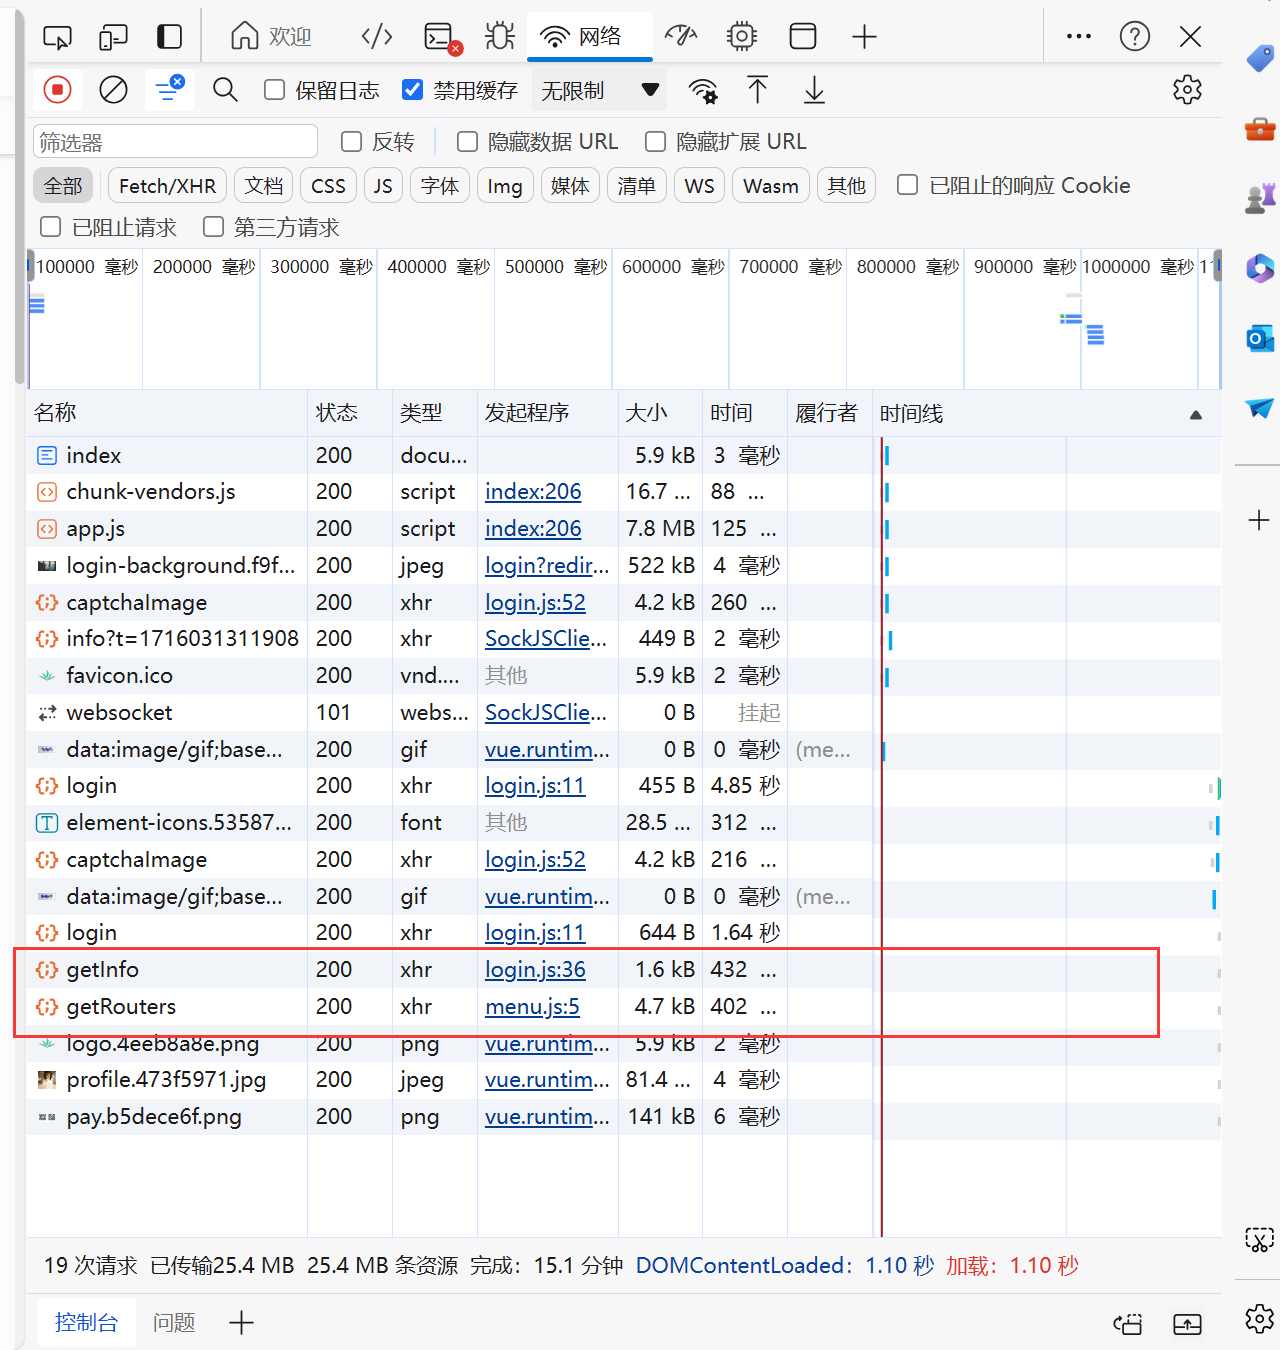 欢迎 网络
保留日志 禁用缓存 无限制
筛选器 反转 隐藏数据 URL 隐藏扩展 URL
全部 Fetch/XHR 文档 CSS JS 字体 Img 媒体 清单 WS Wasm 其他 已阻止的响应 Cookie
已阻止请求 第三方请求
100000 毫秒 200000 毫秒 300000 毫秒 400000 毫秒 500000 毫秒 600000 毫秒 700000 毫秒 800000 毫秒 900000 毫秒 1000000 毫秒 11
名称 状态 类型 发起程序 大小 时间 履行者 时间线
index 200 docu... 5.9 kB 3 毫秒
chunk-vendors.js 200 script index:206 16.7 ... 88 ...
app.js 200 script index:206 7.8 MB 125 ...
login-background.f9f... 200 jpeg login?redir... 522 kB 4 毫秒
captchaImage 200 xhr login.js:52 4.2 kB 260 ...
info?t=1716031311908 200 xhr SockJSClie... 449 B 2 毫秒
favicon.ico 200 vnd.... 其他 5.9 kB 2 毫秒
websocket 101 webs... SockJSClie... 0 B 挂起
data:image/gif;base... 200 gif vue.runtim... 0 B 0 毫秒 (me...
login 200 xhr login.js:11 455 B 4.85 秒
element-icons.53587... 200 font 其他 28.5 ... 312 ...
captchaImage 200 xhr login.js:52 4.2 kB 216 ...
data:image/gif;base... 200 gif vue.runtim... 0 B 0 毫秒 (me...
login 200 xhr login.js:11 644 B 1.64 秒
getInfo 200 xhr login.js:36 1.6 kB 432 ...
getRouters 200 xhr menu.js:5 4.7 kB 402 ...
logo.4eeb8a8e.png 200 png vue.runtim... 5.9 kB 2 毫秒
profile.473f5971.jpg 200 jpeg vue.runtim... 81.4 ... 4 毫秒
pay.b5dece6f.png 200 png vue.runtim... 141 kB 6 毫秒
19 次请求 已传输25.4 MB 25.4 MB 条资源 完成：15.1 分钟 DOMContentLoaded：1.10 秒 加载：1.10 秒
控制台 问题